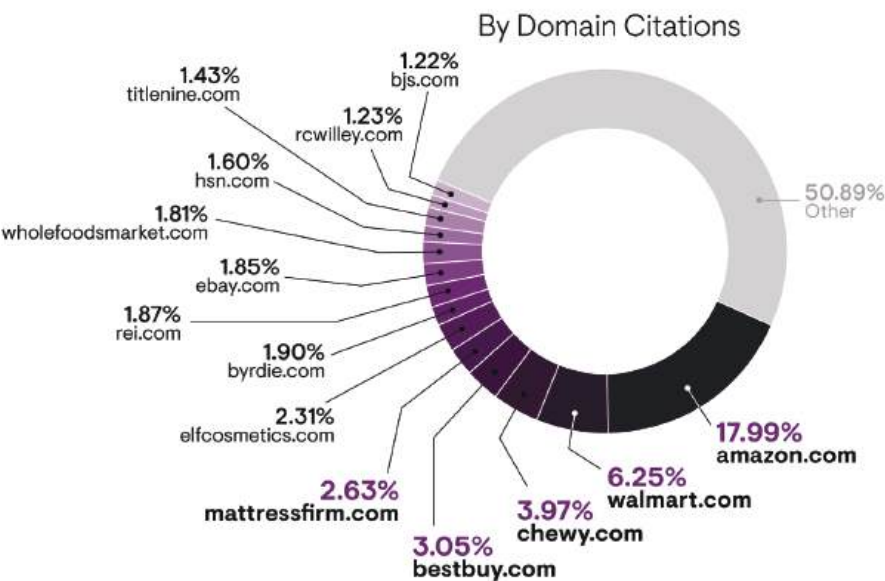 By Domain Citations
1.22%
bjs.com
1.43%
titlenine.com
1.23%
rcwilley.com
1.60%
hsn.com
1.81%
wholefoodsmarket.com
1.85%
ebay.com
1.87%
rei.com
1.90%
byrdie.com
2.31%
elfcosmetics.com
2.63%
mattressfirm.com
3.05%
bestbuy.com
3.97%
chewy.com
6.25%
walmart.com
17.99%
amazon.com
50.89%
Other